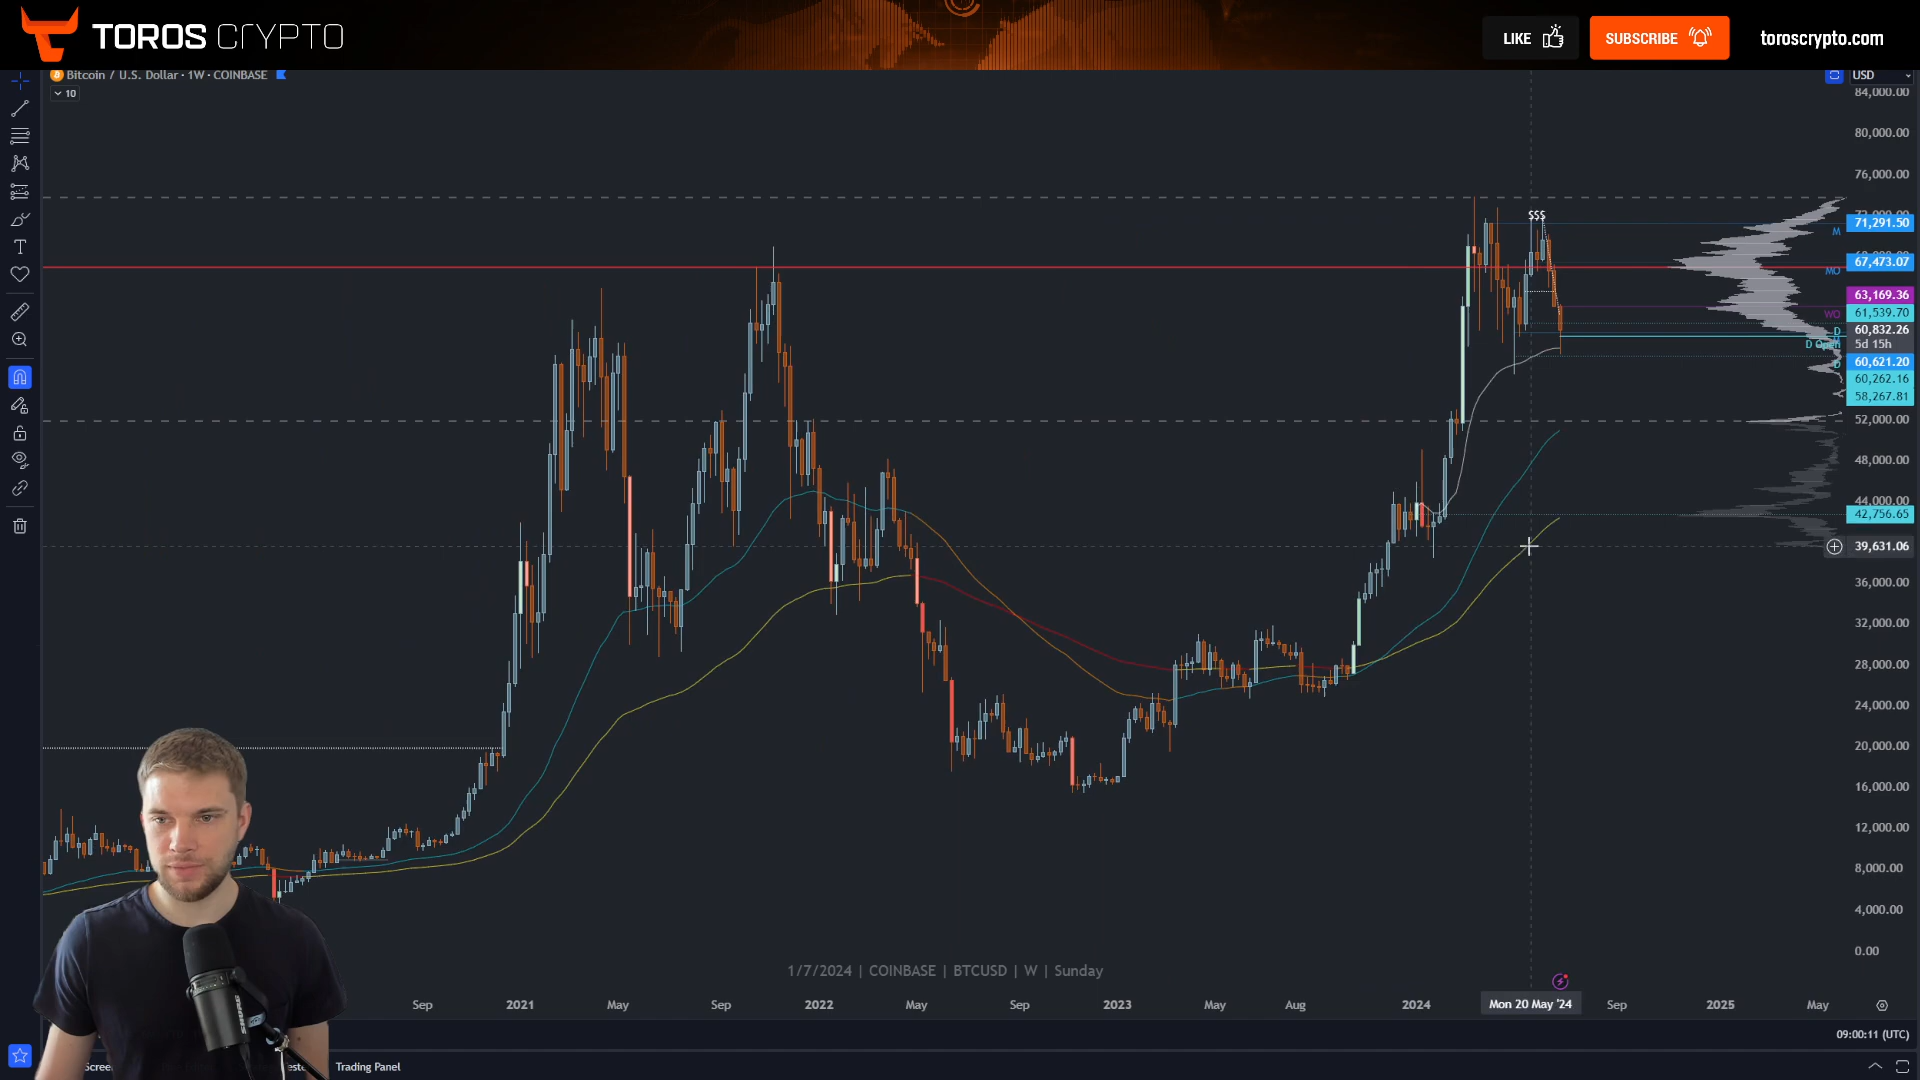 TOROS CRYPTO
LIKE
SUBSCRIBE
toroscrypto.com
Bitcoin / U.S. Dollar · 1W · COINBASE
USD
10
84,000.00
80,000.00
76,000.00
$$$
71,291.50
M
67,473.07
MO
63,169.36
WO
61,539.70
D
60,832.26
D Open
5d 15h
60,621.20
D
60,262.16
58,267.81
52,000.00
48,000.00
44,000.00
42,756.65
39,631.06
36,000.00
32,000.00
28,000.00
24,000.00
20,000.00
16,000.00
12,000.00
8,000.00
4,000.00
0.00
1/7/2024 | COINBASE | BTCUSD | W | Sunday
Sep
2021
May
Sep
2022
May
Sep
2023
May
Aug
2024
Mon 20 May '24
Sep
2025
May
09:00:11 (UTC)
Trading Panel
SHURE